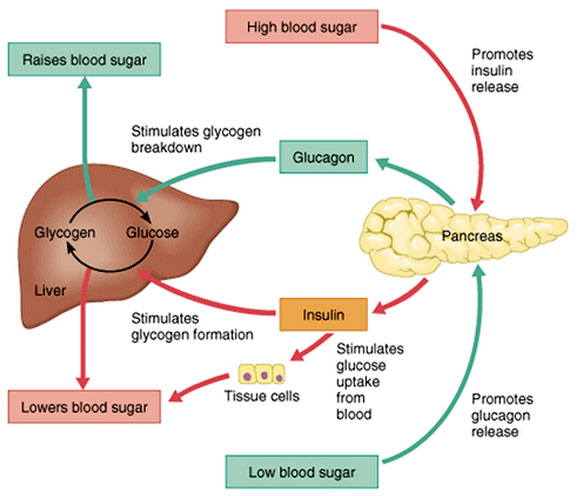 High blood sugar
Raises blood sugar
Promotes
insulin
release
Stimulates glycogen
breakdown
Glucagon
Glycogen
Glucose
Pancreas
Liver
Stimulates
glycogen formation
Insulin
Stimulates
glucose
uptake
from
blood
Tissue cells
Lowers blood sugar
Promotes
glucagon
release
Low blood sugar